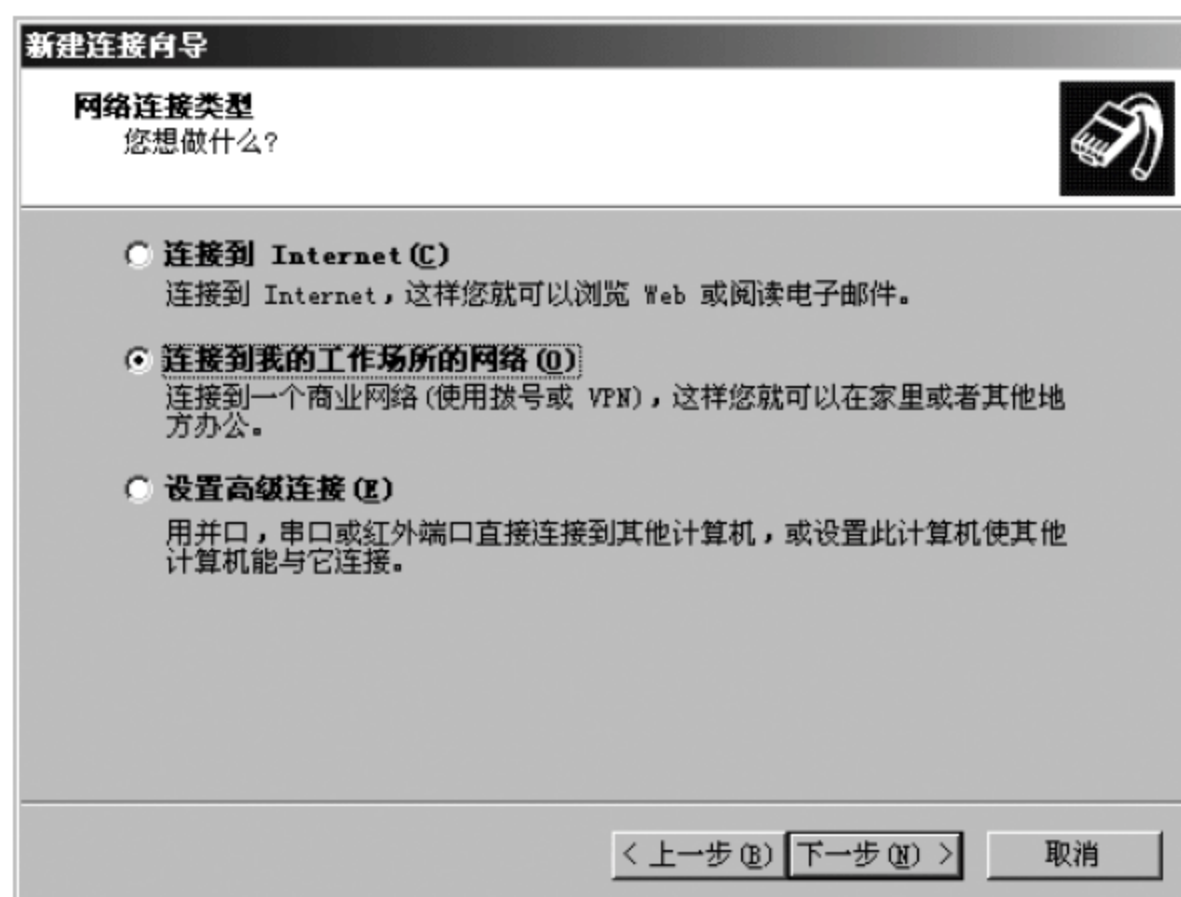 新建连接向导
网络连接类型
您想做什么?
连接到 Internet(C)
连接到 Internet,这样您就可以浏览 Web 或阅读电子邮件。
连接到我的工作场所的网络(O)
连接到一个商业网络(使用拨号或 VPN),这样您就可以在家里或者其他地
方办公。
设置高级连接(E)
用并口,串口或红外端口直接连接到其他计算机,或设置此计算机使其他
计算机能与它连接。
< 上一步(B) 下一步(N) > 取消